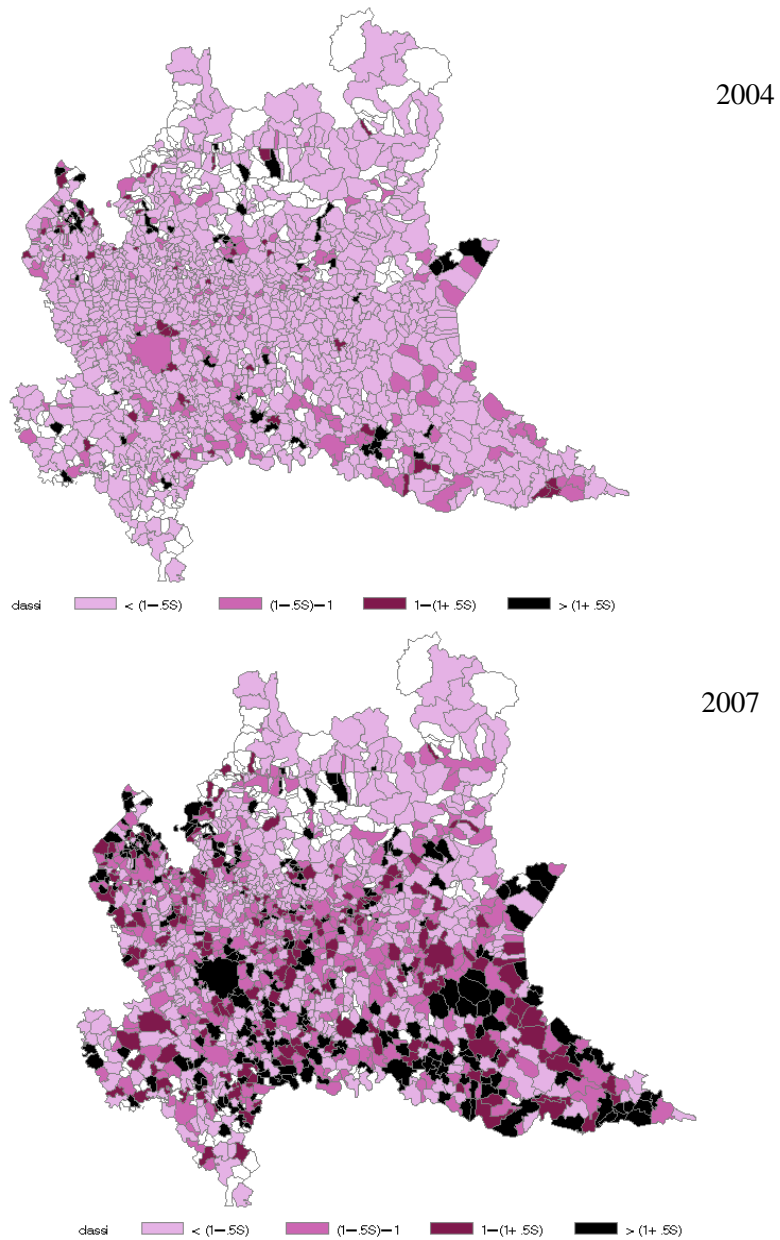 2004
classi < (1-.5S) (1-.5S)-1 1-(1+ .5S) > (1+ .5S)
2007
classi < (1-.5S) (1-.5S)-1 1-(1+ .5S) > (1+ .5S)